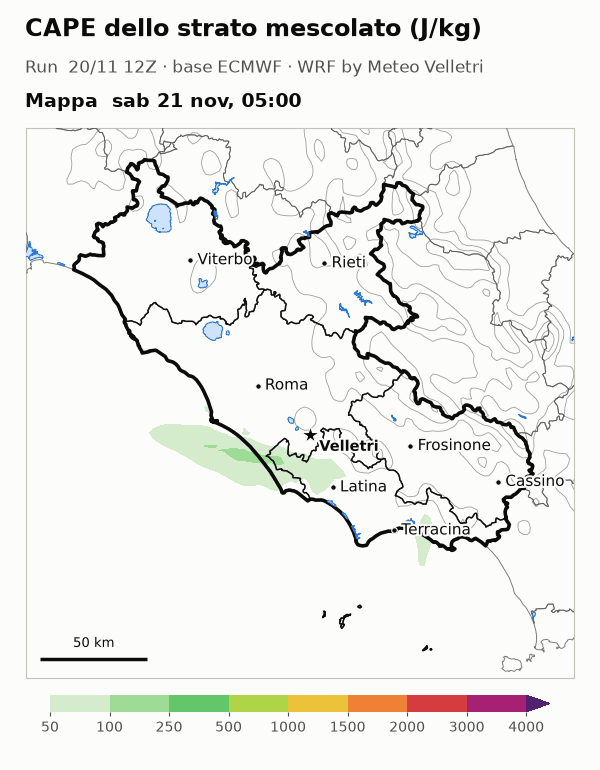 CAPE dello strato mescolato (J/kg)
Run  20/11 12Z · base ECMWF · WRF by Meteo Velletri
Mappa  sab 21 nov, 05:00
Viterbo
Rieti
Roma
Velletri
Frosinone
Cassino
Latina
Terracina
50 km
50 100 250 500 1000 1500 2000 3000 4000